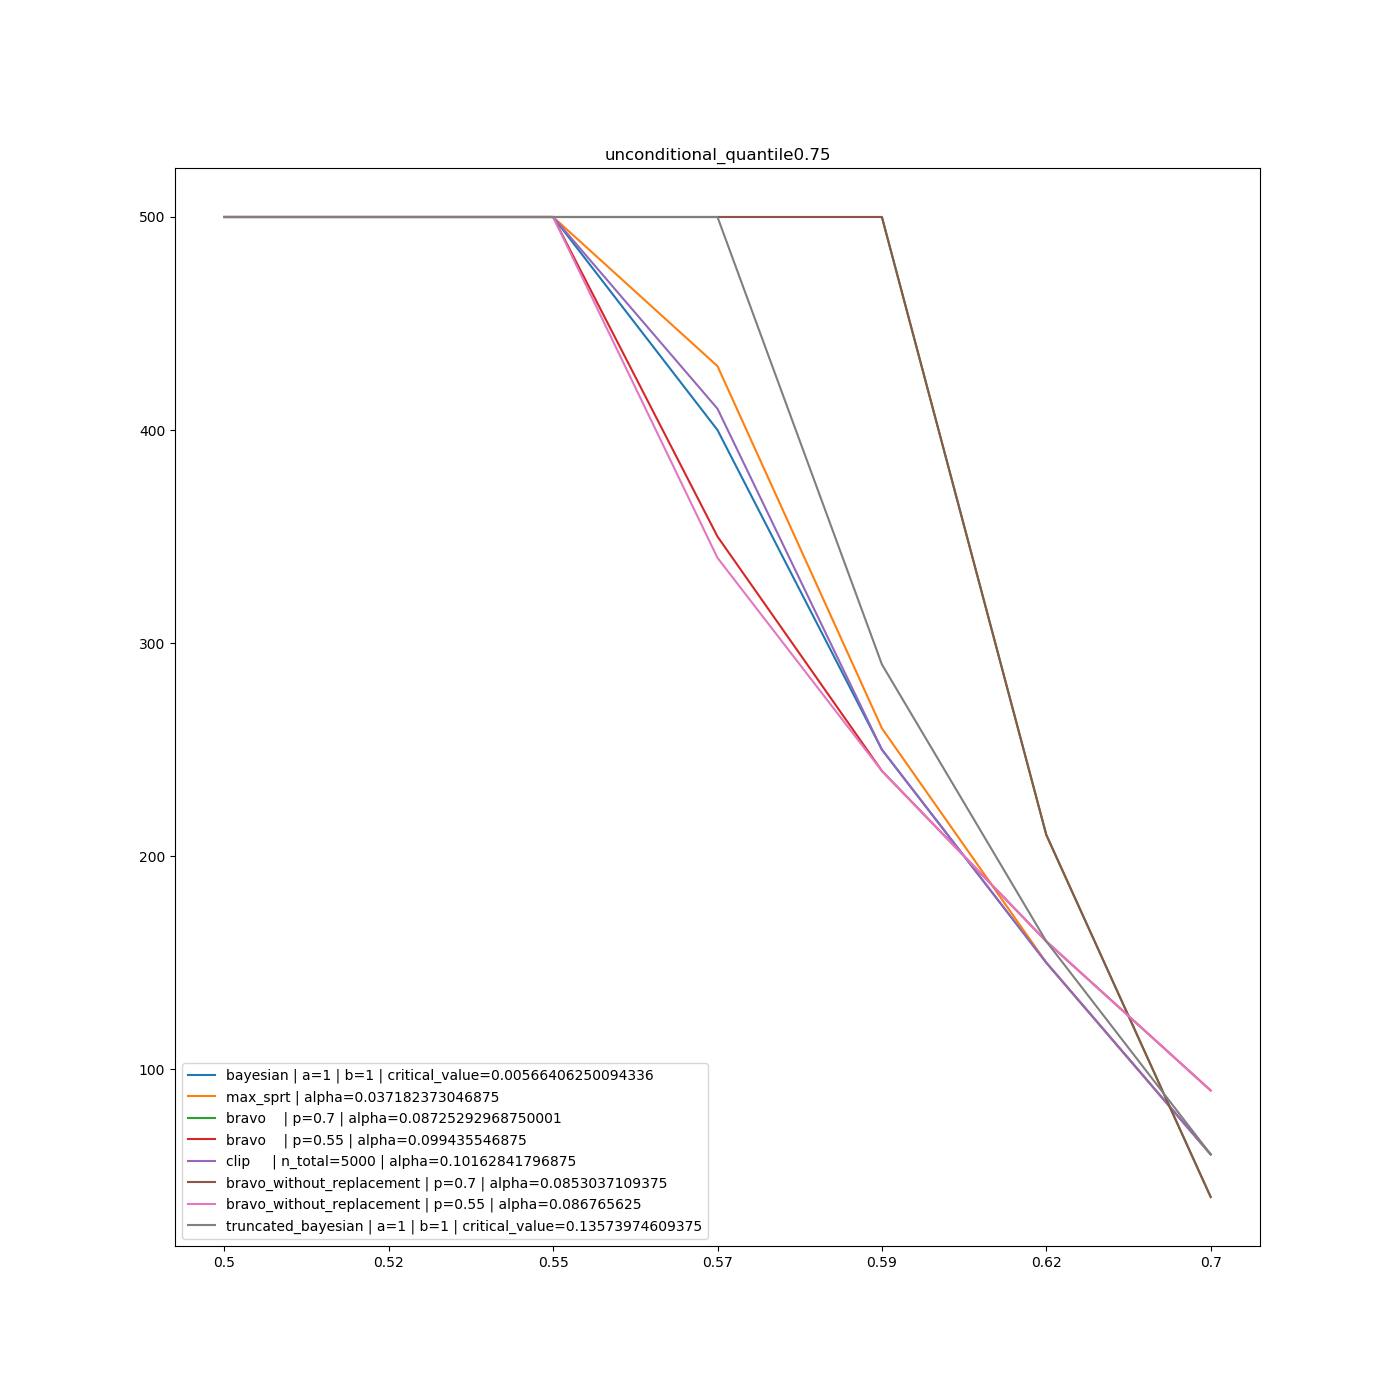 unconditional_quantile0.75
500
400
300
200
100
bayesian | a=1 | b=1 | critical_value=0.00566406250094336
max_sprt | alpha=0.037182373046875
bravo    | p=0.7 | alpha=0.08725292968750001
bravo    | p=0.55 | alpha=0.099435546875
clip     | n_total=5000 | alpha=0.10162841796875
bravo_without_replacement | p=0.7 | alpha=0.0853037109375
bravo_without_replacement | p=0.55 | alpha=0.086765625
truncated_bayesian | a=1 | b=1 | critical_value=0.13573974609375
0.5 0.52 0.55 0.57 0.59 0.62 0.7